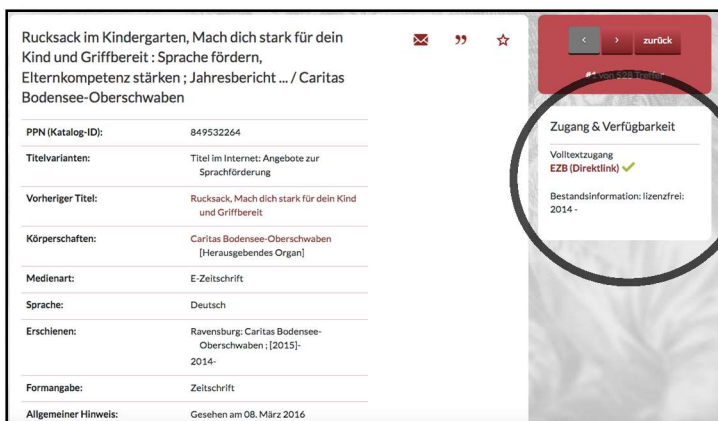 Rucksack im Kindergarten, Mach dich stark für dein
Kind und Griffbereit : Sprache fördern,
Elternkompetenz stärken ; Jahresbericht ... / Caritas
Bodensee-Oberschwaben
PPN (Katalog-ID): 849532264
Titelvarianten: Titel im Internet: Angebote zur
Sprachförderung
Vorheriger Titel: Rucksack, Mach dich stark für dein Kind
und Griffbereit
Körperschaften: Caritas Bodensee-Oberschwaben
[Herausgebendes Organ]
Medienart: E-Zeitschrift
Sprache: Deutsch
Erschienen: Ravensburg: Caritas Bodensee-
Oberschwaben ; [2015]-
2014-
Formangabe: Zeitschrift
Allgemeiner Hinweis: Gesehen am 08. März 2016
zurück
#1 von 528 Treffer
Zugang & Verfügbarkeit
Volltextzugang
EZB (Direktlink)
Bestandsinformation: lizenzfrei:
2014 -